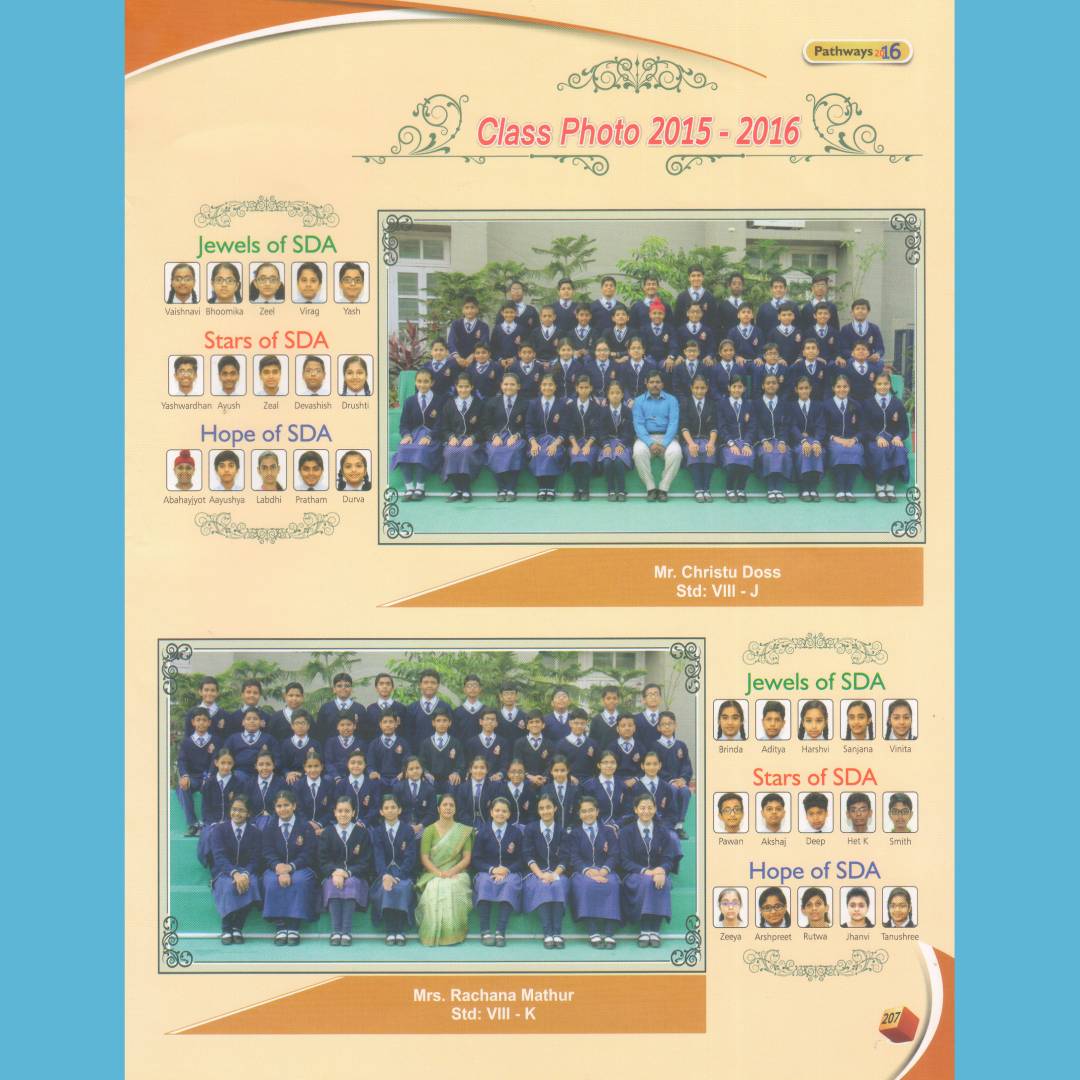 Pathways 2016
Class Photo 2015 - 2016
Jewels of SDA
Vaishnavi Bhoomika Zeel Virag Yash
Stars of SDA
Yashwardhan Ayush Zeal Devashish Drushti
Hope of SDA
Abahayjyot Aayushya Labdhi Pratham Durva
Mr. Christu Doss
Std: VIII - J
Jewels of SDA
Brinda Aditya Harshvi Sanjana Vinita
Stars of SDA
Pawan Akshaj Deep Het K Smith
Hope of SDA
Zeeya Arshpreet Rutwa Jhanvi Tanushree
Mrs. Rachana Mathur
Std: VIII - K
207